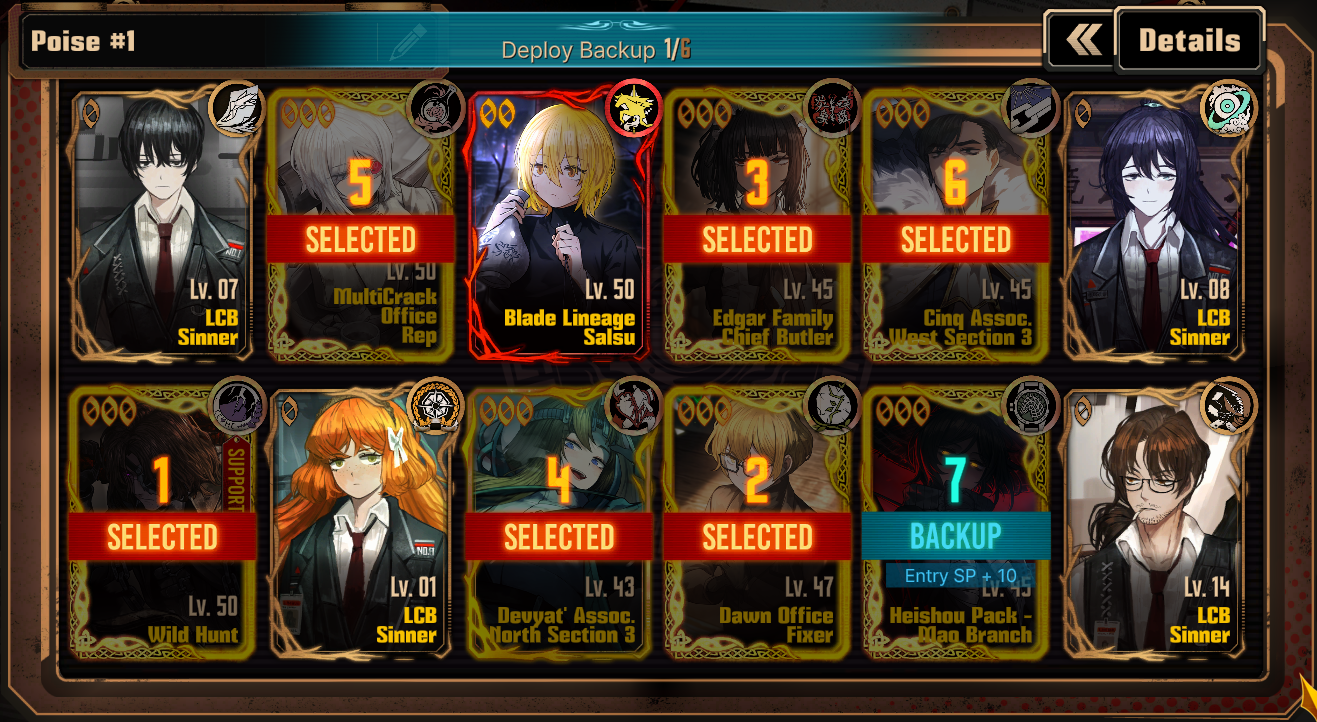 Poise #1
Deploy Backup 1/6
Details
Lv. 07
LCB
Sinner
5
SELECTED
Lv. 50
MultiCrack
Office
Rep
Lv. 50
Blade Lineage
Salsu
3
SELECTED
Lv. 45
Edgar Family
Chief Butler
6
SELECTED
Lv. 45
Cinq Assoc.
West Section 3
NO.6
Lv. 08
LCB
Sinner
1
SELECTED
SUPPORT
Lv. 50
Wild Hunt
NO.9
Lv. 01
LCB
Sinner
4
SELECTED
Lv. 43
Devyat' Assoc.
North Section 3
2
SELECTED
Lv. 47
Dawn Office
Fixer
7
BACKUP
Entry SP + 10
Lv. 45
Heishou Pack -
Mao Branch
Lv. 14
LCB
Sinner